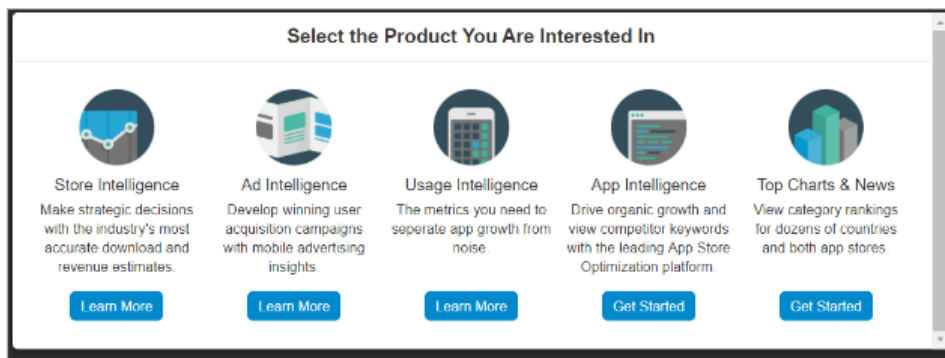 Select the Product You Are Interested In
Store Intelligence
Make strategic decisions
with the industry's most
accurate download and
revenue estimates.
Learn More
Ad Intelligence
Develop winning user
acquisition campaigns
with mobile advertising
insights.
Learn More
Usage Intelligence
The metrics you need to
seperate app growth from
noise.
Learn More
App Intelligence
Drive organic growth and
view competitor keywords
with the leading App Store
Optimization platform.
Get Started
Top Charts & News
View category rankings
for dozens of countries
and both app stores.
Get Started